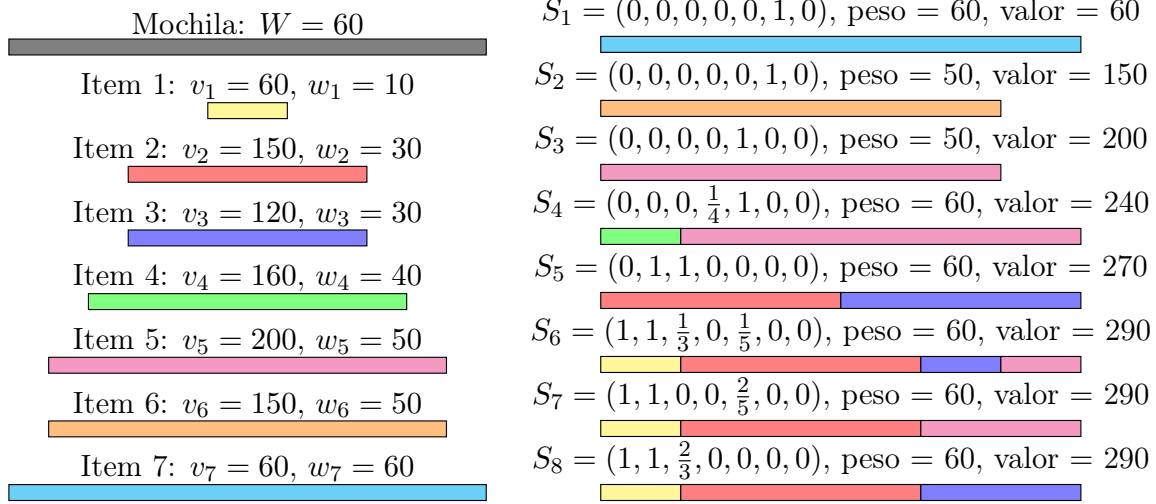 Mochila: W = 60
Item 1: v₁ = 60, w₁ = 10
Item 2: v₂ = 150, w₂ = 30
Item 3: v₃ = 120, w₃ = 30
Item 4: v₄ = 160, w₄ = 40
Item 5: v₅ = 200, w₅ = 50
Item 6: v₆ = 150, w₆ = 50
Item 7: v₇ = 60, w₇ = 60
S₁ = (0, 0, 0, 0, 0, 1, 0), peso = 60, valor = 60
S₂ = (0, 0, 0, 0, 0, 1, 0), peso = 50, valor = 150
S₃ = (0, 0, 0, 0, 1, 0, 0), peso = 50, valor = 200
S₄ = (0, 0, 0, 1/4, 1, 0, 0), peso = 60, valor = 240
S₅ = (0, 1, 1, 0, 0, 0, 0), peso = 60, valor = 270
S₆ = (1, 1, 1/3, 0, 1/5, 0, 0), peso = 60, valor = 290
S₇ = (1, 1, 0, 0, 2/5, 0, 0), peso = 60, valor = 290
S₈ = (1, 1, 2/3, 0, 0, 0, 0), peso = 60, valor = 290